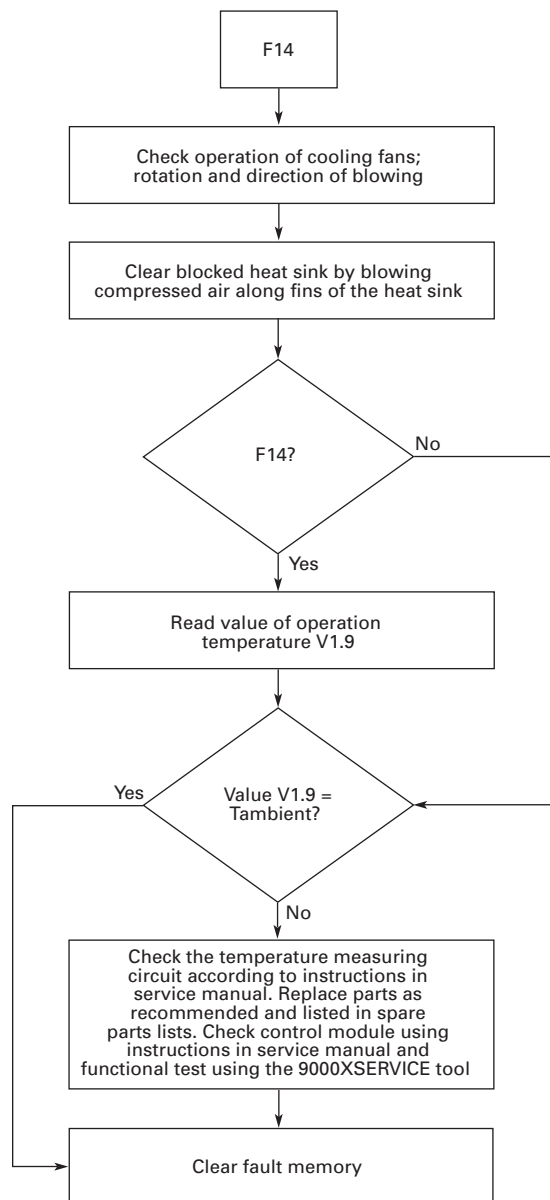 F14
Check operation of cooling fans;
rotation and direction of blowing
Clear blocked heat sink by blowing
compressed air along fins of the heat sink
F14?
No
Yes
Read value of operation
temperature V1.9
Yes
Value V1.9 =
Tambient?
No
Check the temperature measuring
circuit according to instructions in
service manual. Replace parts as
recommended and listed in spare
parts lists. Check control module using
instructions in service manual and
functional test using the 9000XSERVICE tool
Clear fault memory